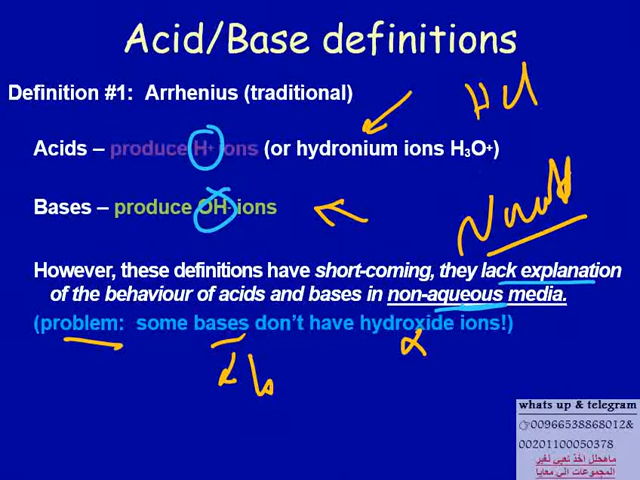 Acid/Base definitions
Definition #1: Arrhenius (traditional)
Acids – produce H+ ions (or hydronium ions H3O+)
Bases – produce OH- ions
However, these definitions have short-coming, they lack explanation
of the behaviour of acids and bases in non-aqueous media.
(problem: some bases don't have hydroxide ions!)
whats up & telegram
00966538868012&
00201100050378